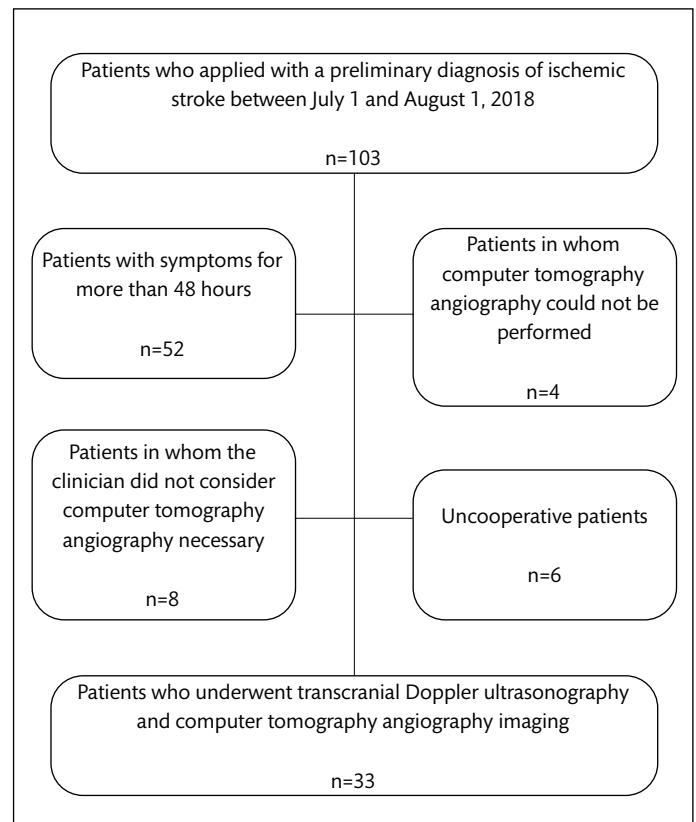 Patients who applied with a preliminary diagnosis of ischemic
stroke between July 1 and August 1, 2018
n=103
Patients with symptoms for
more than 48 hours
n=52
Patients in whom
computer tomography
angiography could not be
performed
n=4
Patients in whom the
clinician did not consider
computer tomography
angiography necessary
n=8
Uncooperative patients
n=6
Patients who underwent transcranial Doppler ultrasonography
and computer tomography angiography imaging
n=33